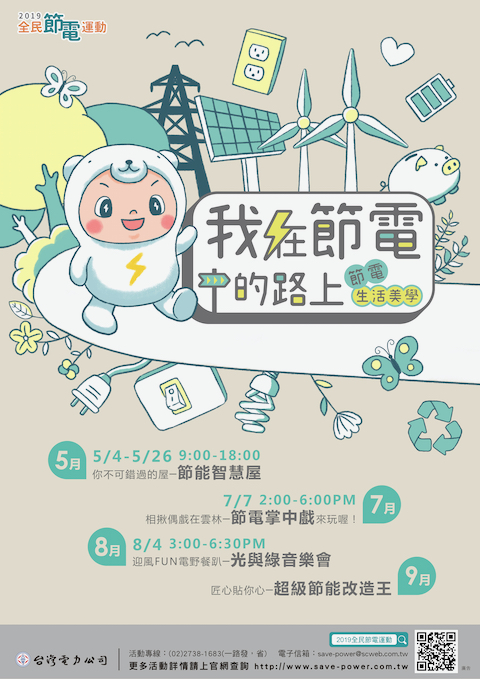 2019
全民節電運動
我在節電
中的路上
節電
生活美學
5月
5/4-5/26 9:00-18:00
你不可錯過的屋–節能智慧屋
7/7 2:00-6:00PM
相揪偶戲在雲林–節電掌中戲來玩喔！
7月
8月
8/4 3:00-6:30PM
迎風FUN電野餐趴–光與綠音樂會
匠心貼你心–超級節能改造王
9月
台灣電力公司
活動專線：(02)2738-1683(一路發，省) 電子信箱：save-power@scweb.com.tw
更多活動詳情請上官網查詢 http://www.save-power.com.tw/
2019全民節電運動
廣告